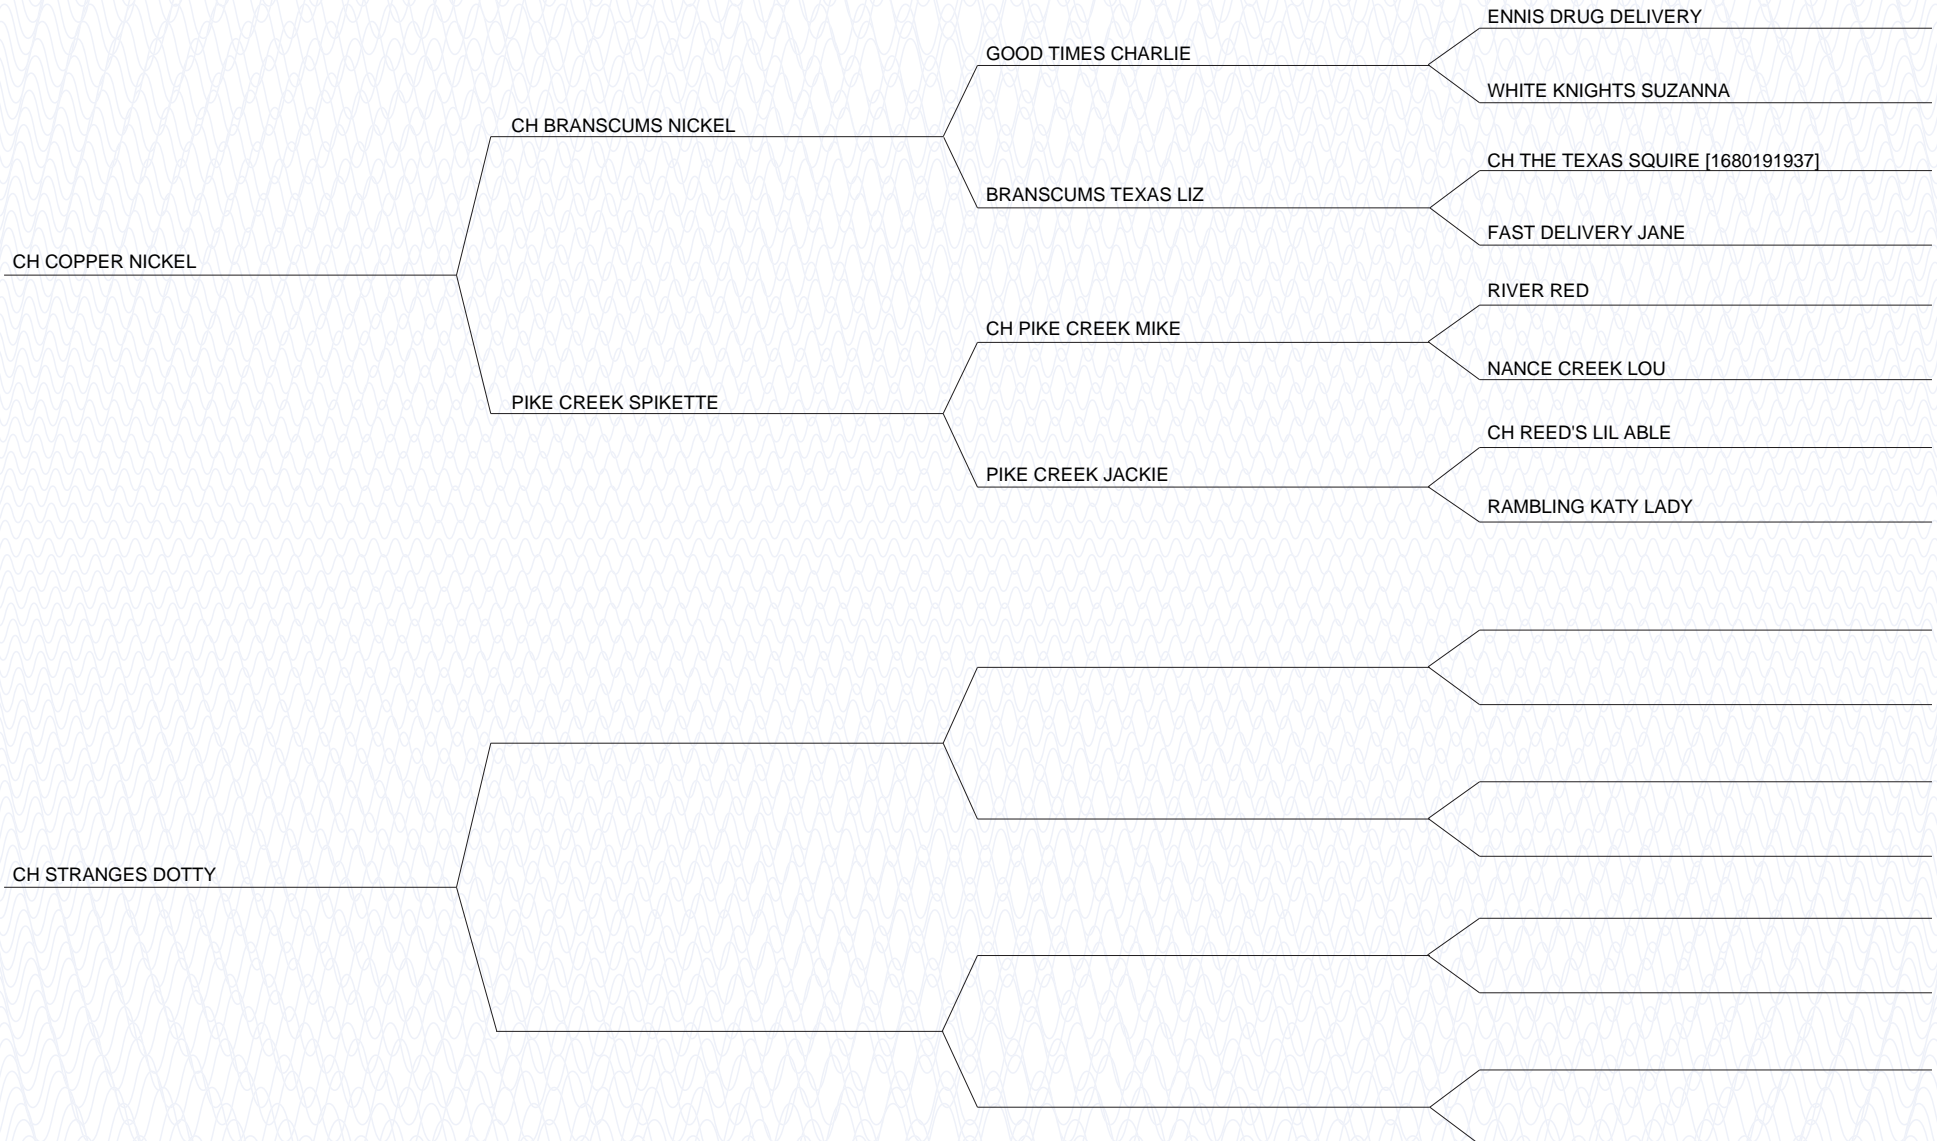 ENNIS DRUG DELIVERY
GOOD TIMES CHARLIE
WHITE KNIGHTS SUZANNA
CH BRANSCUMS NICKEL
CH THE TEXAS SQUIRE [1680191937]
BRANSCUMS TEXAS LIZ
FAST DELIVERY JANE
CH COPPER NICKEL
RIVER RED
CH PIKE CREEK MIKE
NANCE CREEK LOU
PIKE CREEK SPIKETTE
CH REED'S LIL ABLE
PIKE CREEK JACKIE
RAMBLING KATY LADY
CH STRANGES DOTTY